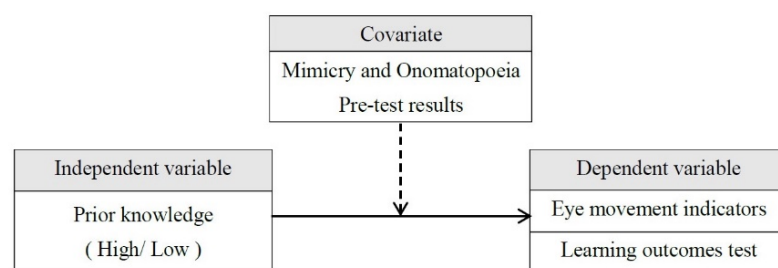 Covariate
Mimicry and Onomatopoeia
Pre-test results
Independent variable
Prior knowledge
( High/ Low )
Dependent variable
Eye movement indicators
Learning outcomes test